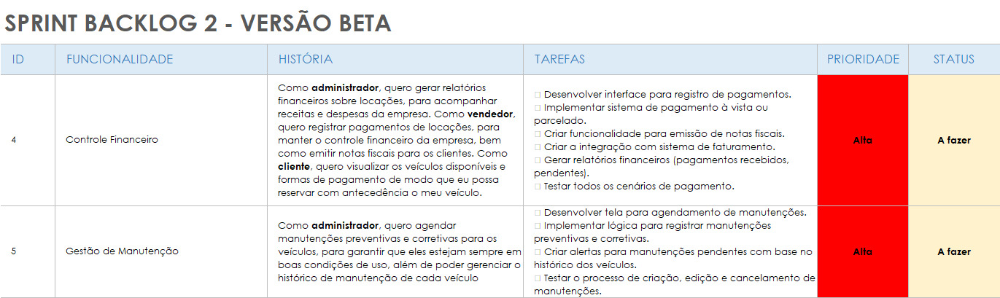 SPRINT BACKLOG 2 - VERSÃO BETA
ID
FUNCIONALIDADE
HISTÓRIA
TAREFAS
PRIORIDADE
STATUS
4
Controle Financeiro
Como administrador, quero gerar relatórios
financeiros sobre locações, para acompanhar
receitas e despesas da empresa. Como vendedor,
quero registrar pagamentos de locações, para
manter o controle financeiro da empresa, bem
como emitir notas fiscais para os clientes. Como
cliente, quero visualizar os veículos disponíveis e
formas de pagamento de modo que eu possa
reservar com antecedência o meu veículo.
□ Desenvolver interface para registro de pagamentos.
□ Implementar sistema de pagamento à vista ou
parcelado.
□ Criar funcionalidade para emissão de notas fiscais.
□ Criar a integração com sistema de faturamento.
□ Gerar relatórios financeiros (pagamentos recebidos,
pendentes).
□ Testar todos os cenários de pagamento.
Alta
A fazer
5
Gestão de Manutenção
Como administrador, quero agendar
manutenções preventivas e corretivas para os
veículos, para garantir que eles estejam sempre em
boas condições de uso, além de poder gerenciar o
histórico de manutenção de cada veículo
□ Desenvolver tela para agendamento de manutenções.
□ Implementar lógica para registrar manutenções
preventivas e corretivas.
□ Criar alertas para manutenções pendentes com base no
histórico dos veículos.
□ Testar o processo de criação, edição e cancelamento de
manutenções.
Alta
A fazer